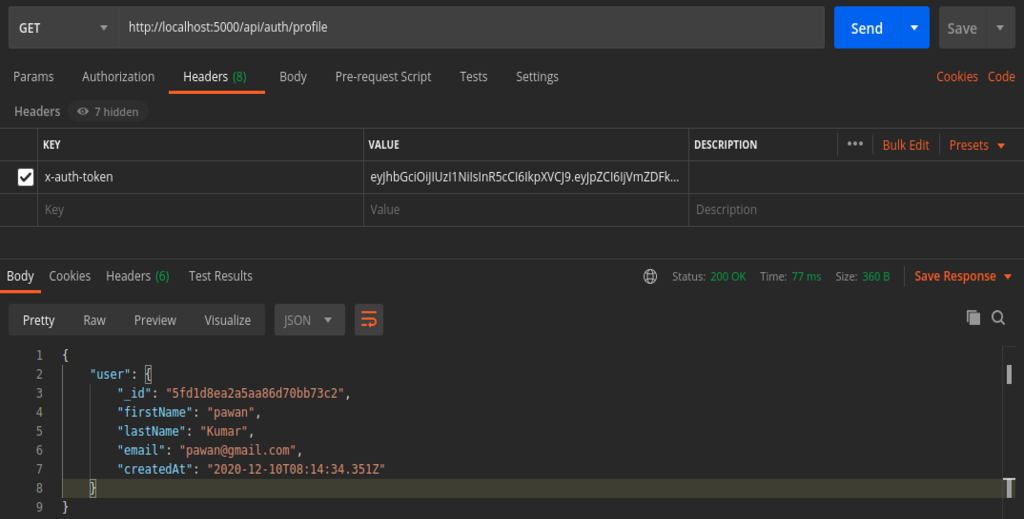 GET http://localhost:5000/api/auth/profile Send Save
Params Authorization Headers (8) Body Pre-request Script Tests Settings Cookies Code
Headers 7 hidden
KEY VALUE DESCRIPTION ••• Bulk Edit Presets
x-auth-token eyJhbGciOiJIUzI1NiIsInR5cCI6IkpXVCJ9.eyJpZCI6IjVmZDFk...
Key Value Description
Body Cookies Headers (6) Test Results Status: 200 OK Time: 77 ms Size: 360 B Save Response
Pretty Raw Preview Visualize JSON
1 {
2 "user": {
3 "_id": "5fd1d8ea2a5aa86d70bb73c2",
4 "firstName": "pawan",
5 "lastName": "Kumar",
6 "email": "pawan@gmail.com",
7 "createdAt": "2020-12-10T08:14:34.351Z"
8 }
9 }